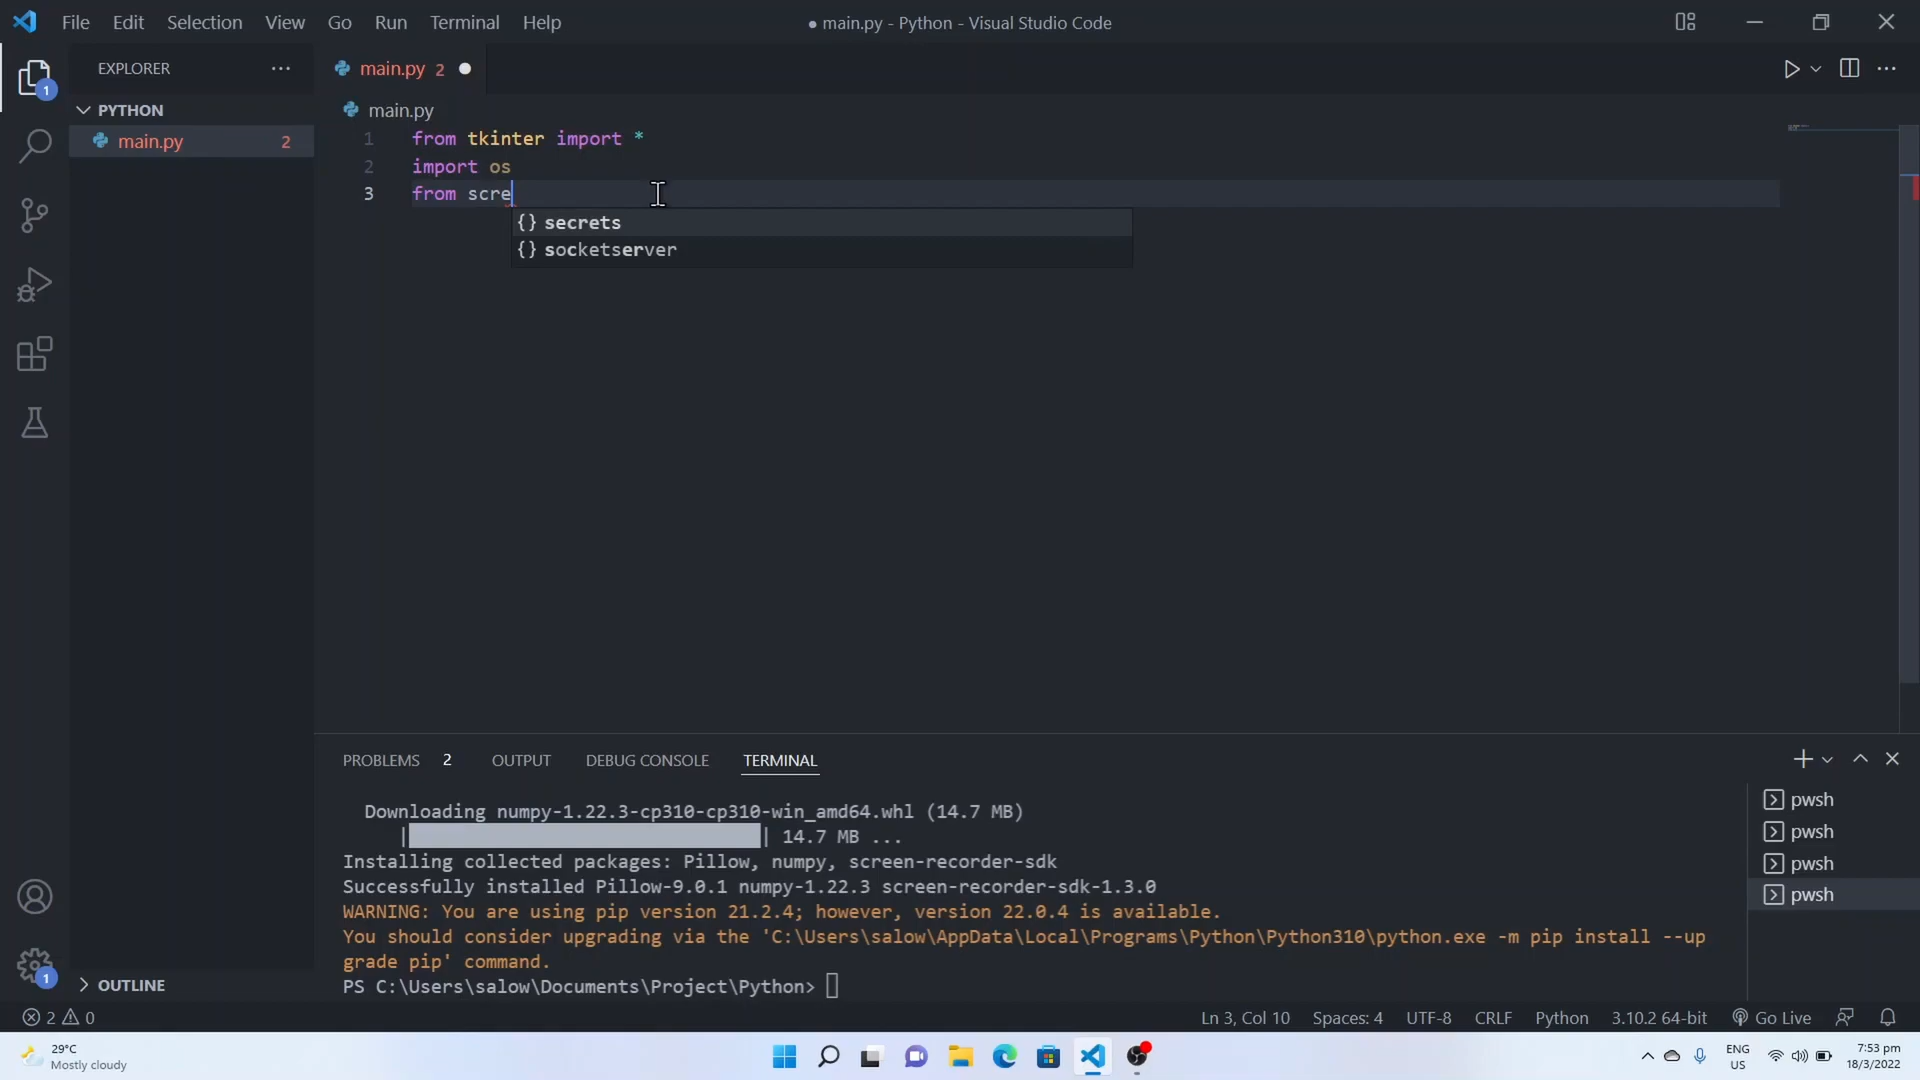 File Edit Selection View Go Run Terminal Help
● main.py - Python - Visual Studio Code
EXPLORER ···
main.py 2 ●
PYTHON
main.py 2
main.py
1 from tkinter import *
2 import os
3 from scre
{} secrets
{} socketserver
1
PROBLEMS 2 OUTPUT DEBUG CONSOLE TERMINAL
Downloading numpy-1.22.3-cp310-cp310-win_amd64.whl (14.7 MB)
| | 14.7 MB ...
Installing collected packages: Pillow, numpy, screen-recorder-sdk
Successfully installed Pillow-9.0.1 numpy-1.22.3 screen-recorder-sdk-1.3.0
WARNING: You are using pip version 21.2.4; however, version 22.0.4 is available.
You should consider upgrading via the 'C:\Users\salow\AppData\Local\Programs\Python\Python310\python.exe -m pip install --up
grade pip' command.
PS C:\Users\salow\Documents\Project\Python>
pwsh
pwsh
pwsh
pwsh
1
OUTLINE
2 0
Ln 3, Col 10 Spaces: 4 UTF-8 CRLF Python 3.10.2 64-bit Go Live
29°C
Mostly cloudy
ENG
US
7:53 pm
18/3/2022